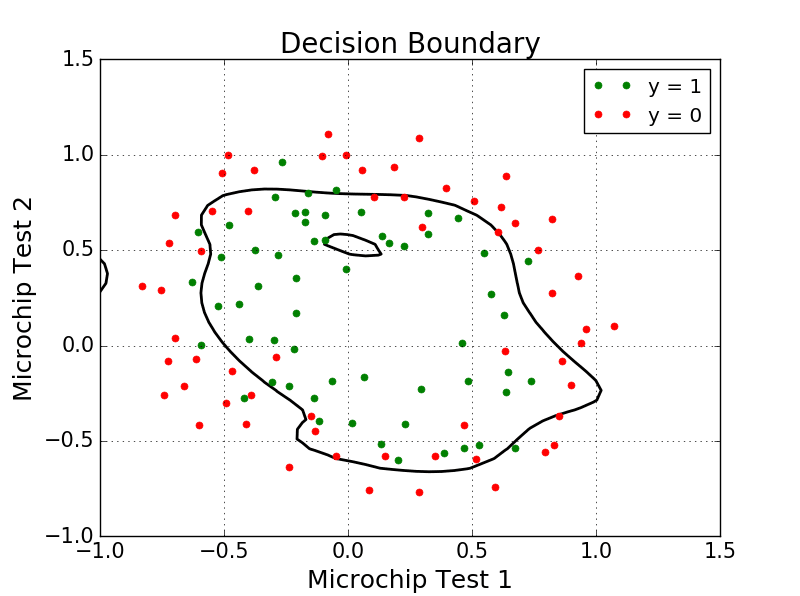 Decision Boundary
1.5
y = 1
y = 0
1.0
Microchip Test 2
0.5
0.0
−0.5
−1.0
−1.0 −0.5 0.0 0.5 1.0 1.5
Microchip Test 1